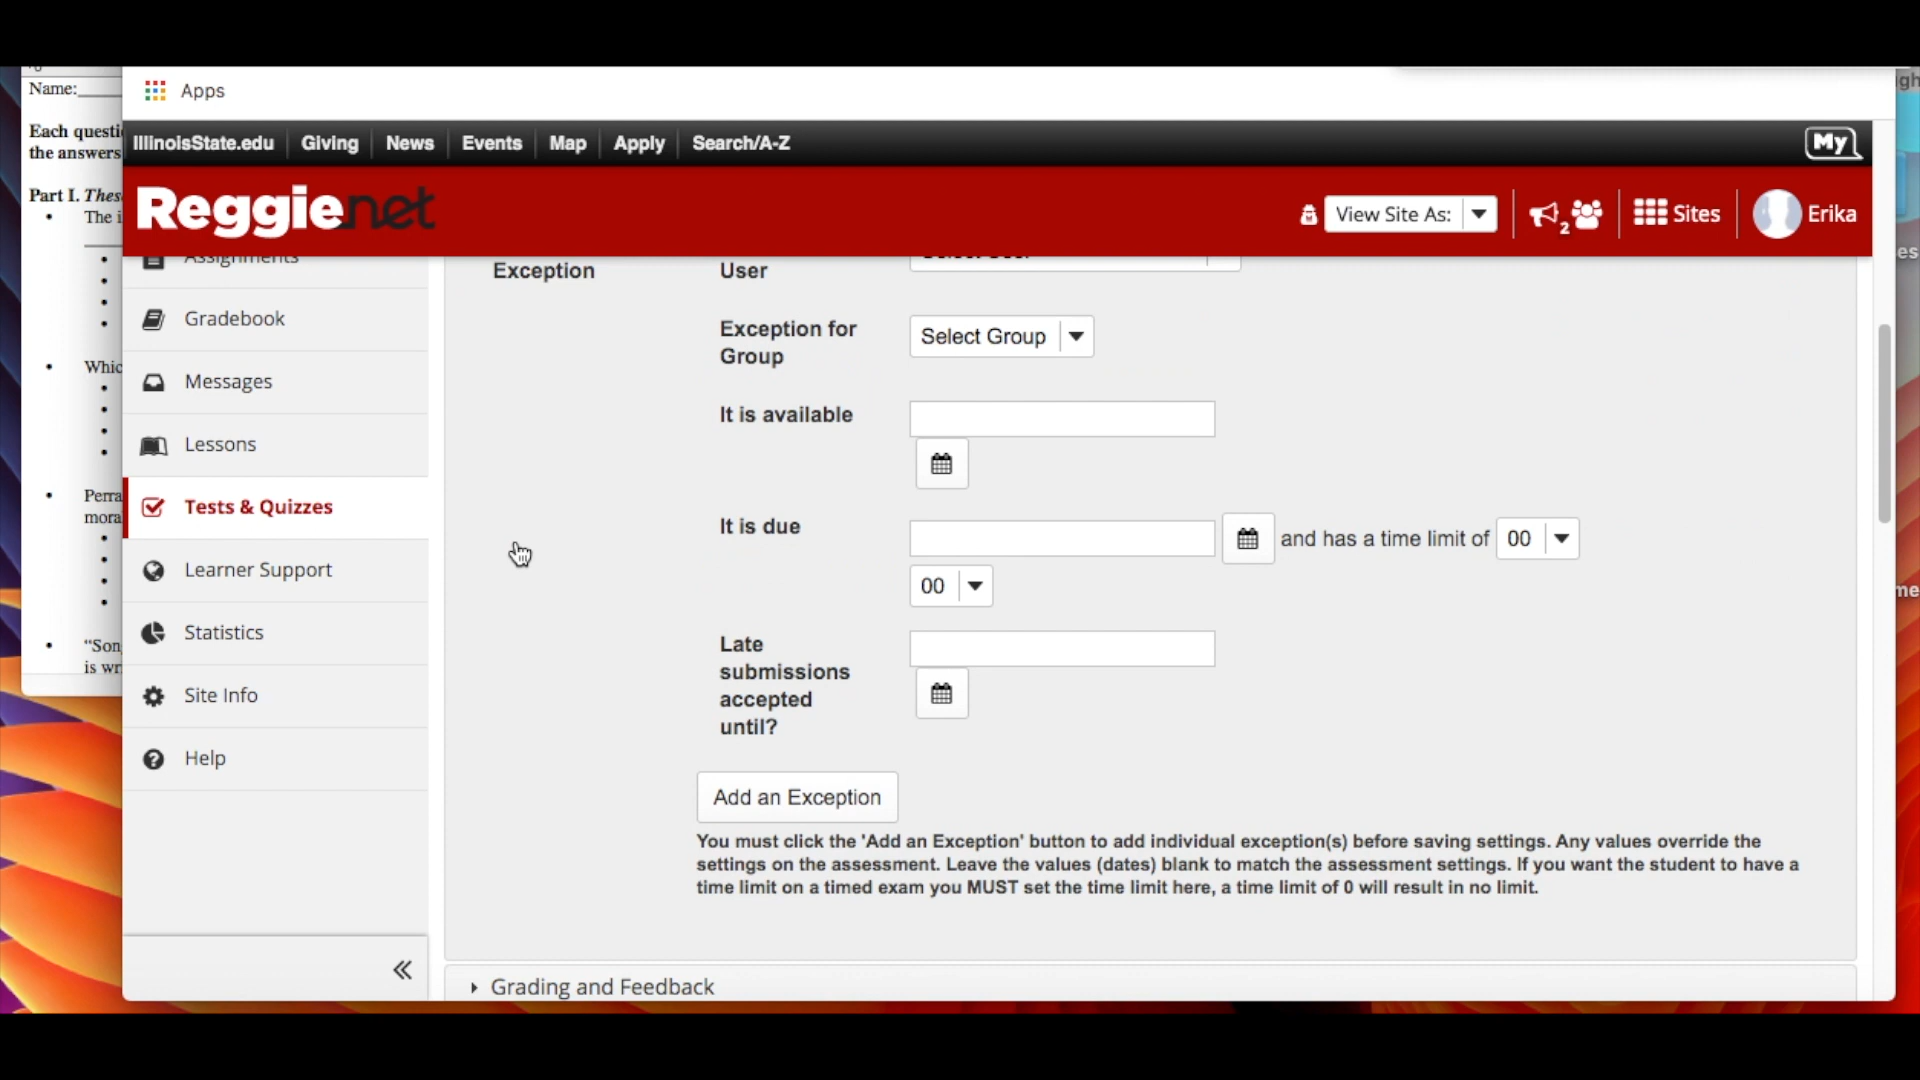 Name:
Apps
Each questi
the answers
IllinoisState.edu Giving News Events Map Apply Search/A-Z My
Part I. Thes
The i
Reggienet
View Site As: 2 Sites Erika
Assignments
Gradebook
Messages
Lessons
Tests & Quizzes
Learner Support
Statistics
Site Info
Help
Whic
Perra
mora
"Son
is wr
Exception
User
Exception for
Group
Select Group
It is available
It is due
and has a time limit of 00
00
Late
submissions
accepted
until?
Add an Exception
You must click the 'Add an Exception' button to add individual exception(s) before saving settings. Any values override the
settings on the assessment. Leave the values (dates) blank to match the assessment settings. If you want the student to have a
time limit on a timed exam you MUST set the time limit here, a time limit of 0 will result in no limit.
Grading and Feedback